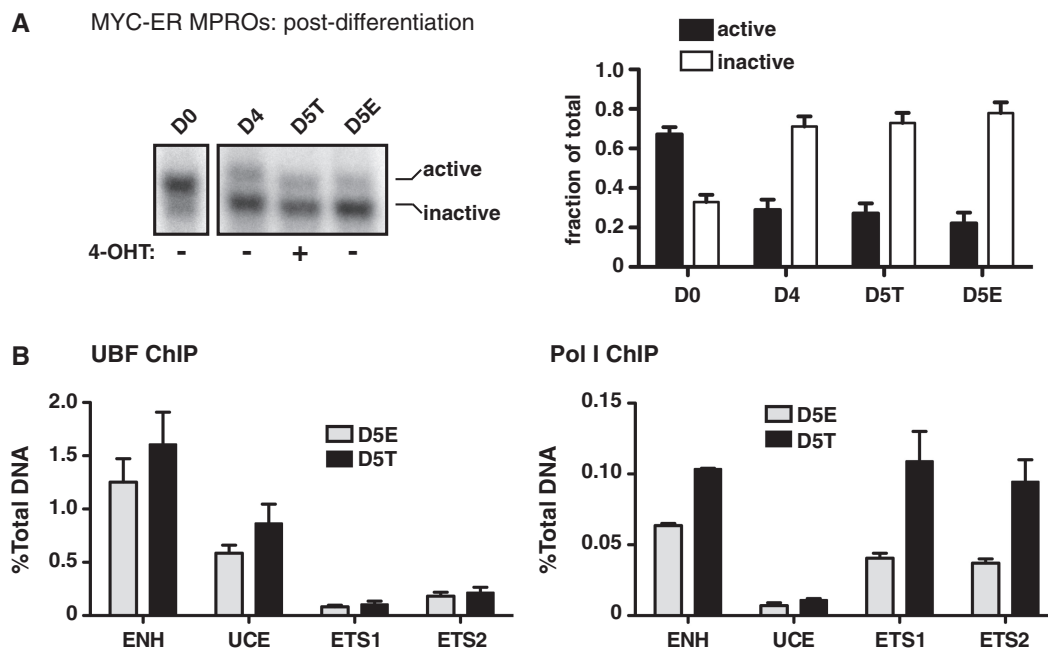 A MYC-ER MPROs: post-differentiation
D0 D4 D5T D5E
active
inactive
4-OHT: - - + -
active
inactive
fraction of total
1.0
0.8
0.6
0.4
0.2
0
D0 D4 D5T D5E
B UBF ChIP
%Total DNA
2.0
1.5
1.0
0.5
0
D5E
D5T
ENH UCE ETS1 ETS2
Pol I ChIP
%Total DNA
0.15
0.10
0.05
0
D5E
D5T
ENH UCE ETS1 ETS2